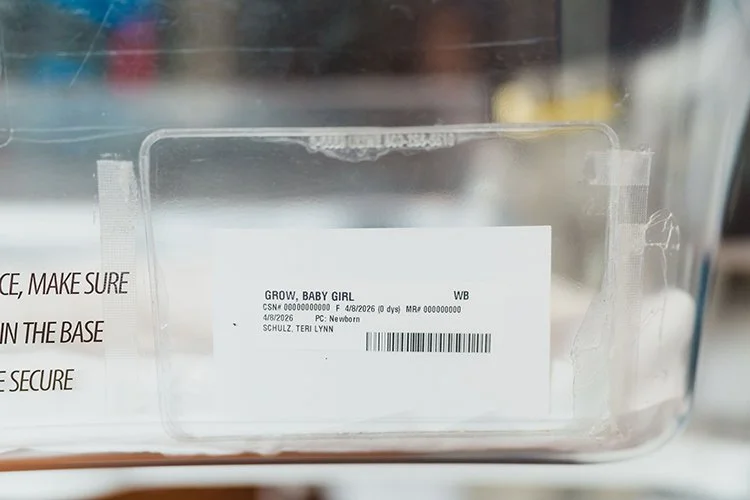 CE, MAKE SURE
IN THE BASE
E SECURE
GROW, BABY GIRL WB
CSN# 00000000000 F 4/8/2026 (0 dys) MR# 000000000
4/8/2026 PC: Newborn
SCHULZ, TERI LYNN